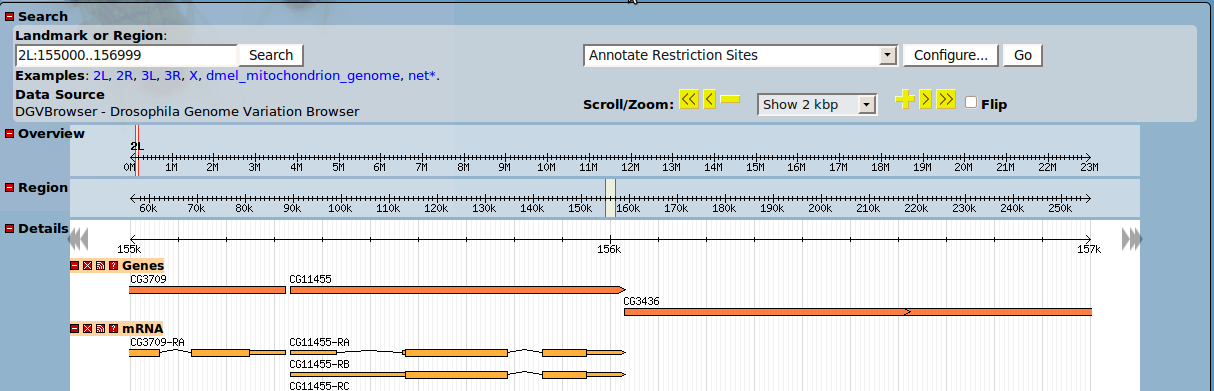 Search
Landmark or Region:
2L:155000..156999 Search Annotate Restriction Sites Configure... Go
Examples: 2L, 2R, 3L, 3R, X, dmel_mitochondrion_genome, net*.
Data Source
DGVBrowser - Drosophila Genome Variation Browser
Scroll/Zoom: << < Show 2 kbp > >> Flip
Overview
2L
0M 1M 2M 3M 4M 5M 6M 7M 8M 9M 10M 11M 12M 13M 14M 15M 16M 17M 18M 19M 20M 21M 22M 23M
Region
60k 70k 80k 90k 100k 110k 120k 130k 140k 150k 160k 170k 180k 190k 200k 210k 220k 230k 240k 250k
Details
155k 156k 157k
Genes
CG3709 CG11455
CG3436
mRNA
CG3709-RA CG11455-RA
CG11455-RB
CG11455-RC